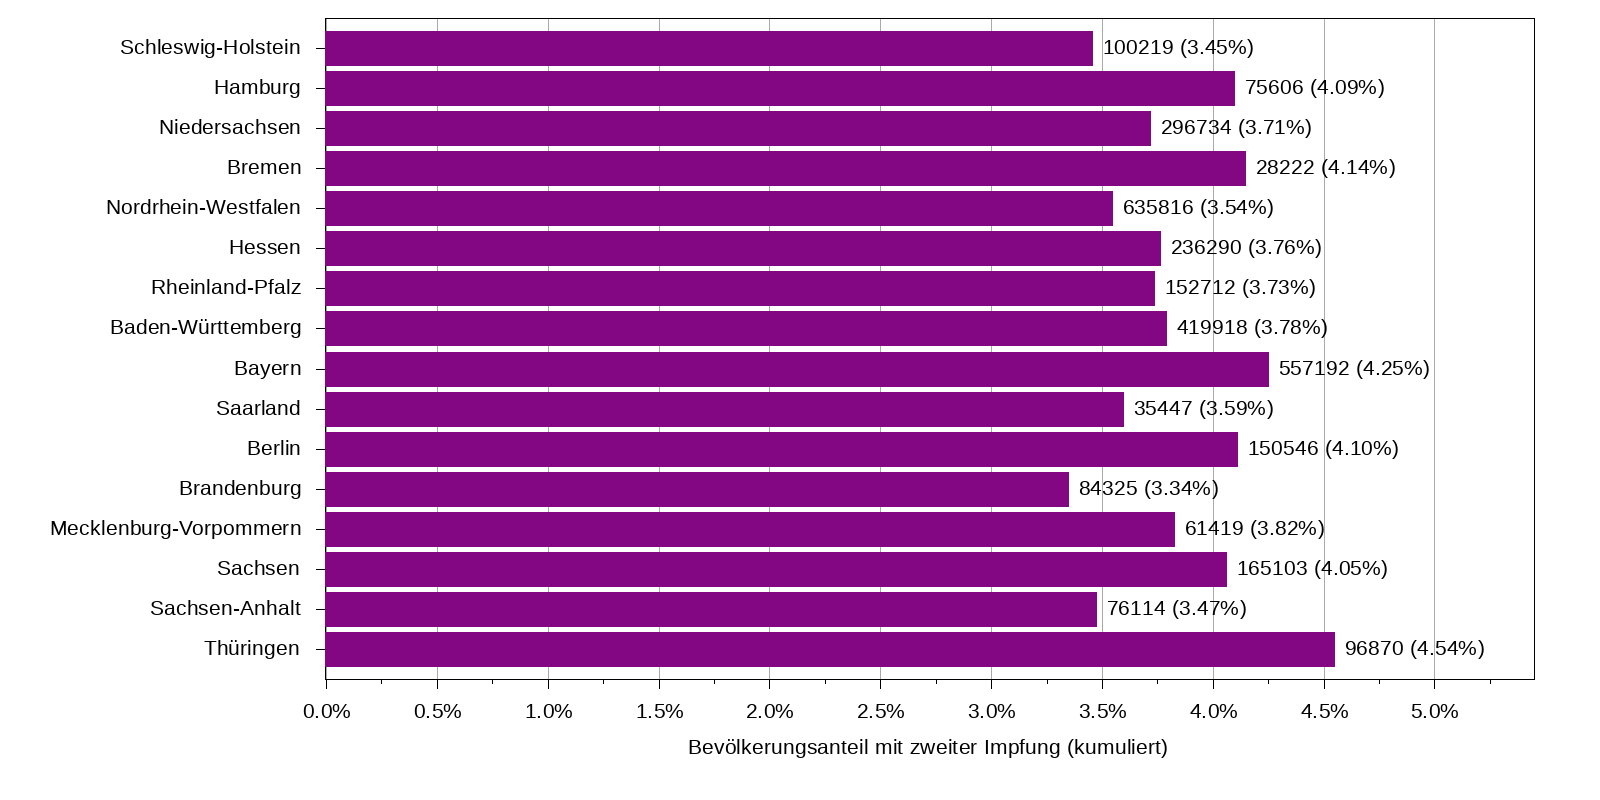 Schleswig-Holstein 100219 (3.45%)
Hamburg 75606 (4.09%)
Niedersachsen 296734 (3.71%)
Bremen 28222 (4.14%)
Nordrhein-Westfalen 635816 (3.54%)
Hessen 236290 (3.76%)
Rheinland-Pfalz 152712 (3.73%)
Baden-Württemberg 419918 (3.78%)
Bayern 557192 (4.25%)
Saarland 35447 (3.59%)
Berlin 150546 (4.10%)
Brandenburg 84325 (3.34%)
Mecklenburg-Vorpommern 61419 (3.82%)
Sachsen 165103 (4.05%)
Sachsen-Anhalt 76114 (3.47%)
Thüringen 96870 (4.54%)
0.0% 0.5% 1.0% 1.5% 2.0% 2.5% 3.0% 3.5% 4.0% 4.5% 5.0%
Bevölkerungsanteil mit zweiter Impfung (kumuliert)